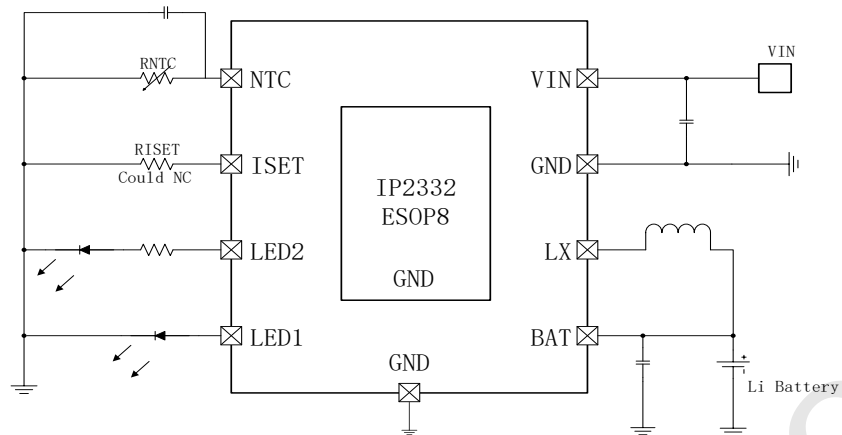 VIN
RNTC
NTC
VIN
RISET
Could NC
ISET
GND
IP2332
ESOP8
LED2
LX
GND
LED1
BAT
GND
+
-
Li Battery